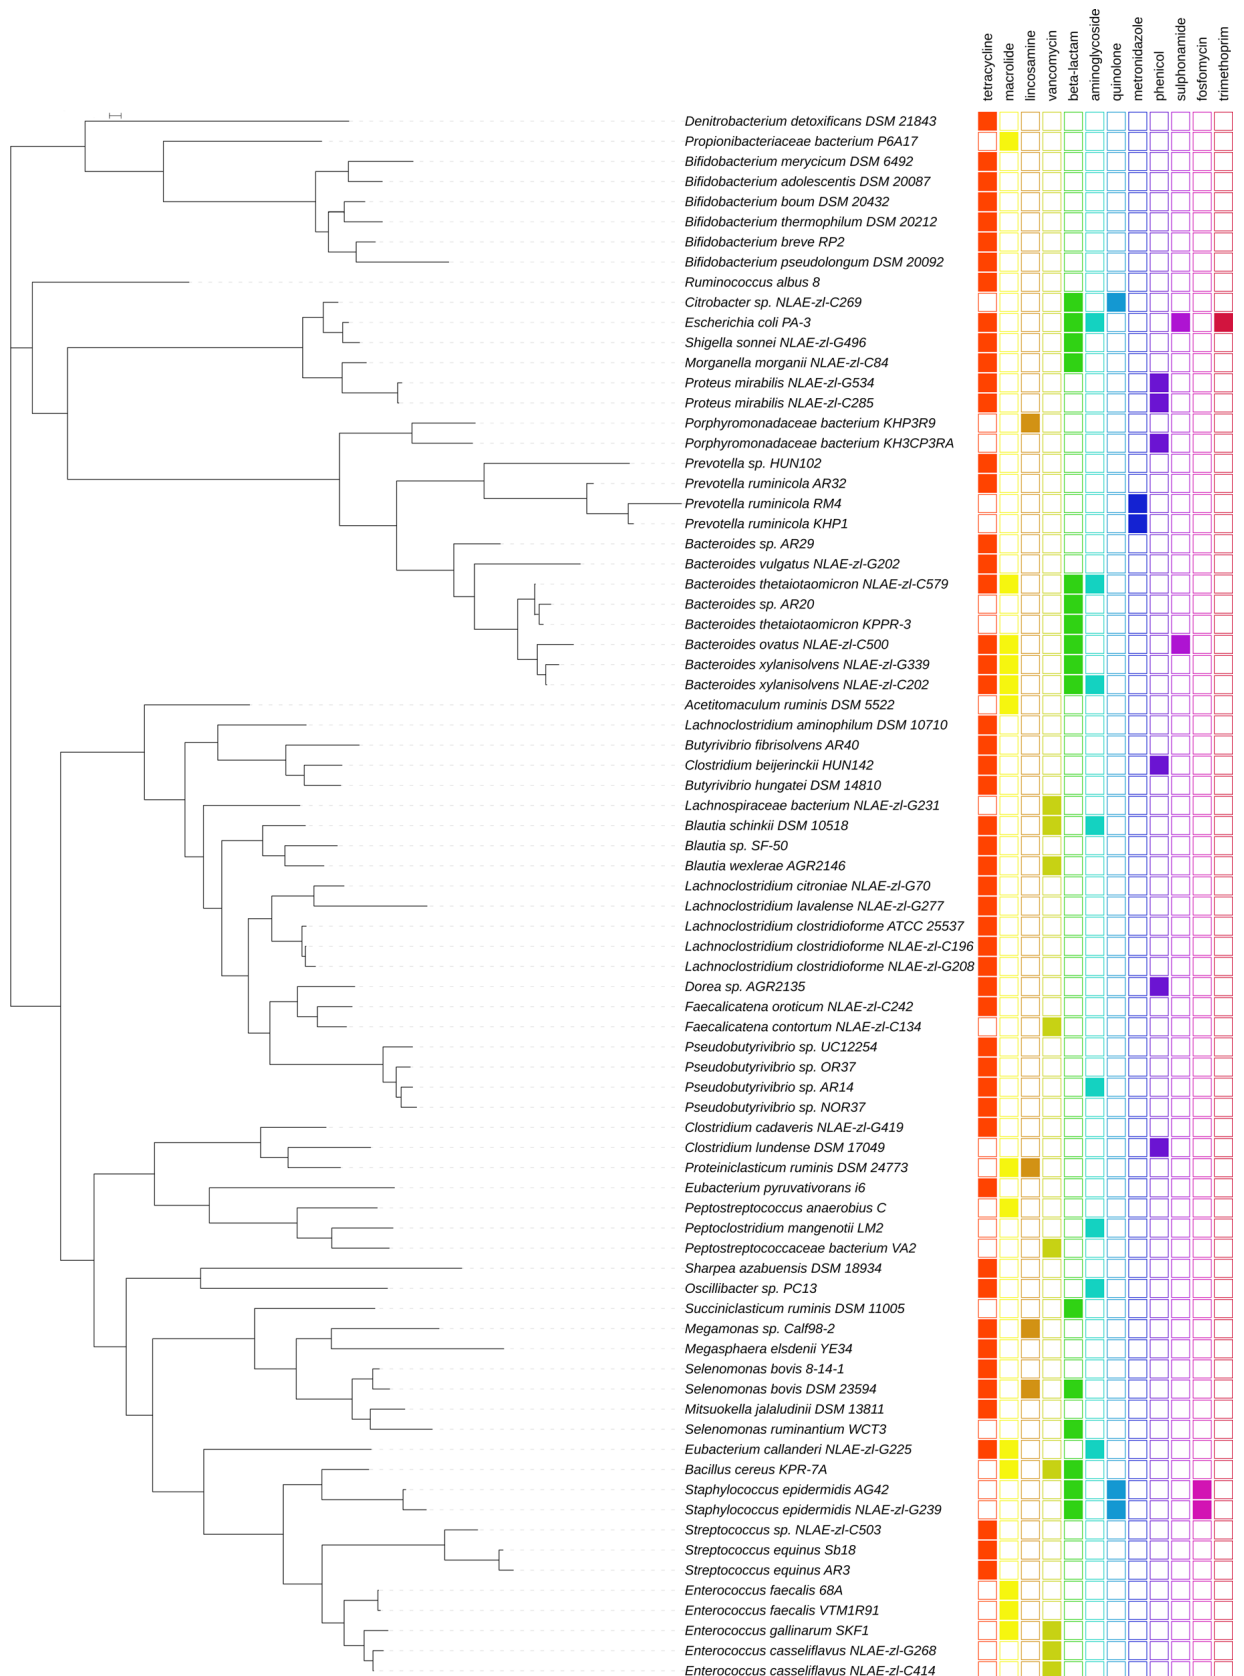 tetracycline
macrolide
lincosamine
vancomycin
beta-lactam
aminoglycoside
quinolone
metronidazole
phenicol
sulphonamide
fosfomycin
trimethoprim
Denitrobacterium detoxificans DSM 21843
Propionibacteriaceae bacterium P6A17
Bifidobacterium merycicum DSM 6492
Bifidobacterium adolescentis DSM 20087
Bifidobacterium boum DSM 20432
Bifidobacterium thermophilum DSM 20212
Bifidobacterium breve RP2
Bifidobacterium pseudolongum DSM 20092
Ruminococcus albus 8
Citrobacter sp. NLAE-zl-C269
Escherichia coli PA-3
Shigella sonnei NLAE-zl-G496
Morganella morganii NLAE-zl-C84
Proteus mirabilis NLAE-zl-G534
Proteus mirabilis NLAE-zl-C285
Porphyromonadaceae bacterium KHP3R9
Porphyromonadaceae bacterium KH3CP3RA
Prevotella sp. HUN102
Prevotella ruminicola AR32
Prevotella ruminicola RM4
Prevotella ruminicola KHP1
Bacteroides sp. AR29
Bacteroides vulgatus NLAE-zl-G202
Bacteroides thetaiotaomicron NLAE-zl-C579
Bacteroides sp. AR20
Bacteroides thetaiotaomicron KPPR-3
Bacteroides ovatus NLAE-zl-C500
Bacteroides xylanisolvens NLAE-zl-G339
Bacteroides xylanisolvens NLAE-zl-C202
Acetitomaculum ruminis DSM 5522
Lachnoclostridium aminophilum DSM 10710
Butyrivibrio fibrisolvens AR40
Clostridium beijerinckii HUN142
Butyrivibrio hungatei DSM 14810
Lachnospiraceae bacterium NLAE-zl-G231
Blautia schinkii DSM 10518
Blautia sp. SF-50
Blautia wexlerae AGR2146
Lachnoclostridium citroniae NLAE-zl-G70
Lachnoclostridium lavalense NLAE-zl-G277
Lachnoclostridium clostridioforme ATCC 25537
Lachnoclostridium clostridioforme NLAE-zl-C196
Lachnoclostridium clostridioforme NLAE-zl-G208
Dorea sp. AGR2135
Faecalicatena oroticum NLAE-zl-C242
Faecalicatena contortum NLAE-zl-C134
Pseudobutyrivibrio sp. UC12254
Pseudobutyrivibrio sp. OR37
Pseudobutyrivibrio sp. AR14
Pseudobutyrivibrio sp. NOR37
Clostridium cadaveris NLAE-zl-G419
Clostridium lundense DSM 17049
Proteiniclasticum ruminis DSM 24773
Eubacterium pyruvativorans i6
Peptostreptococcus anaerobius C
Peptoclostridium mangenotii LM2
Peptostreptococcaceae bacterium VA2
Sharpea azabuensis DSM 18934
Oscillibacter sp. PC13
Succiniclasticum ruminis DSM 11005
Megamonas sp. Calf98-2
Megasphaera elsdenii YE34
Selenomonas bovis 8-14-1
Selenomonas bovis DSM 23594
Mitsuokella jalaludinii DSM 13811
Selenomonas ruminantium WCT3
Eubacterium callanderi NLAE-zl-G225
Bacillus cereus KPR-7A
Staphylococcus epidermidis AG42
Staphylococcus epidermidis NLAE-zl-G239
Streptococcus sp. NLAE-zl-C503
Streptococcus equinus Sb18
Streptococcus equinus AR3
Enterococcus faecalis 68A
Enterococcus faecalis VTM1R91
Enterococcus gallinarum SKF1
Enterococcus casseliflavus NLAE-zl-G268
Enterococcus casseliflavus NLAE-zl-C414